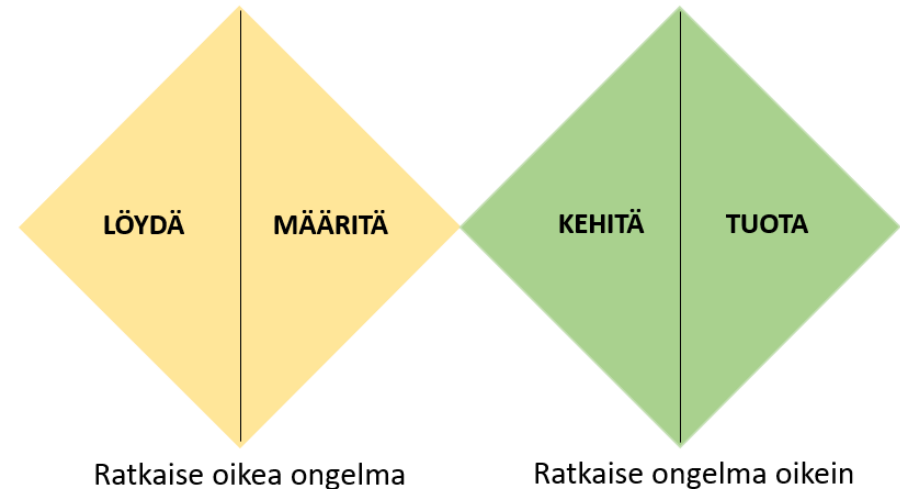 LÖYDÄ
MÄÄRITÄ
KEHITÄ
TUOTA
Ratkaise oikea ongelma
Ratkaise ongelma oikein